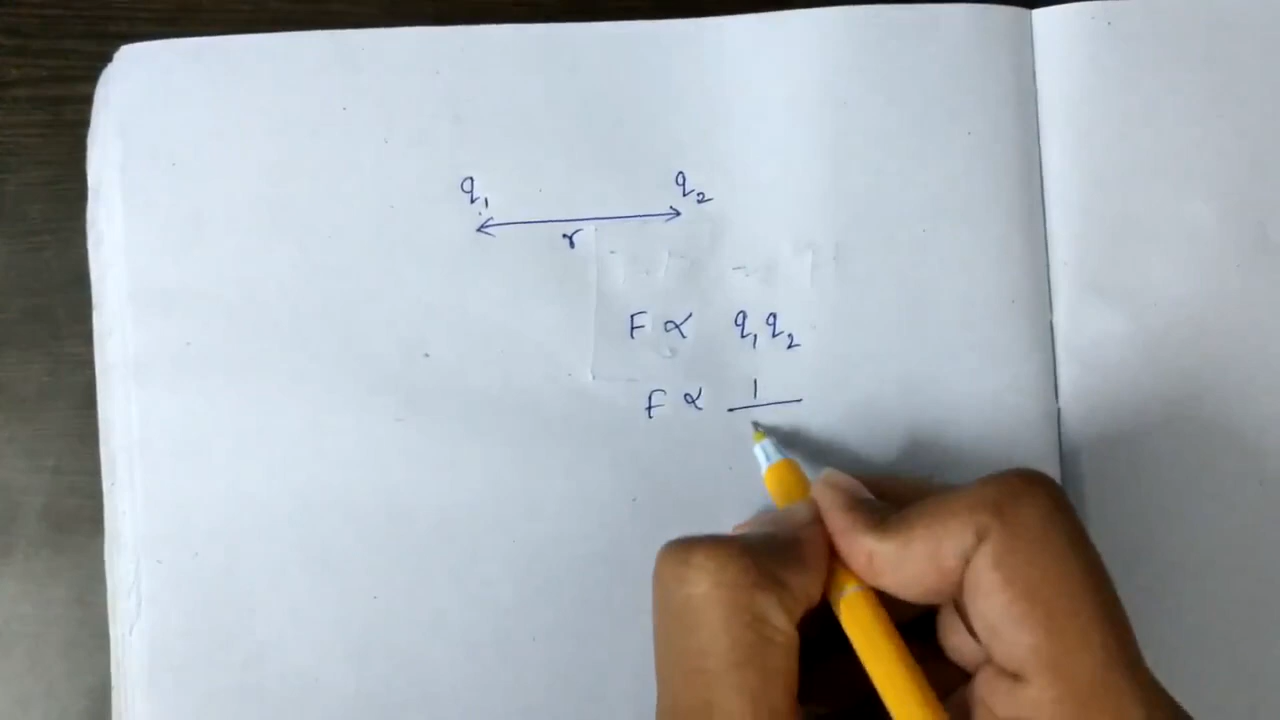 q₁ q₂
r
F ∝ q₁q₂
F ∝ 1/